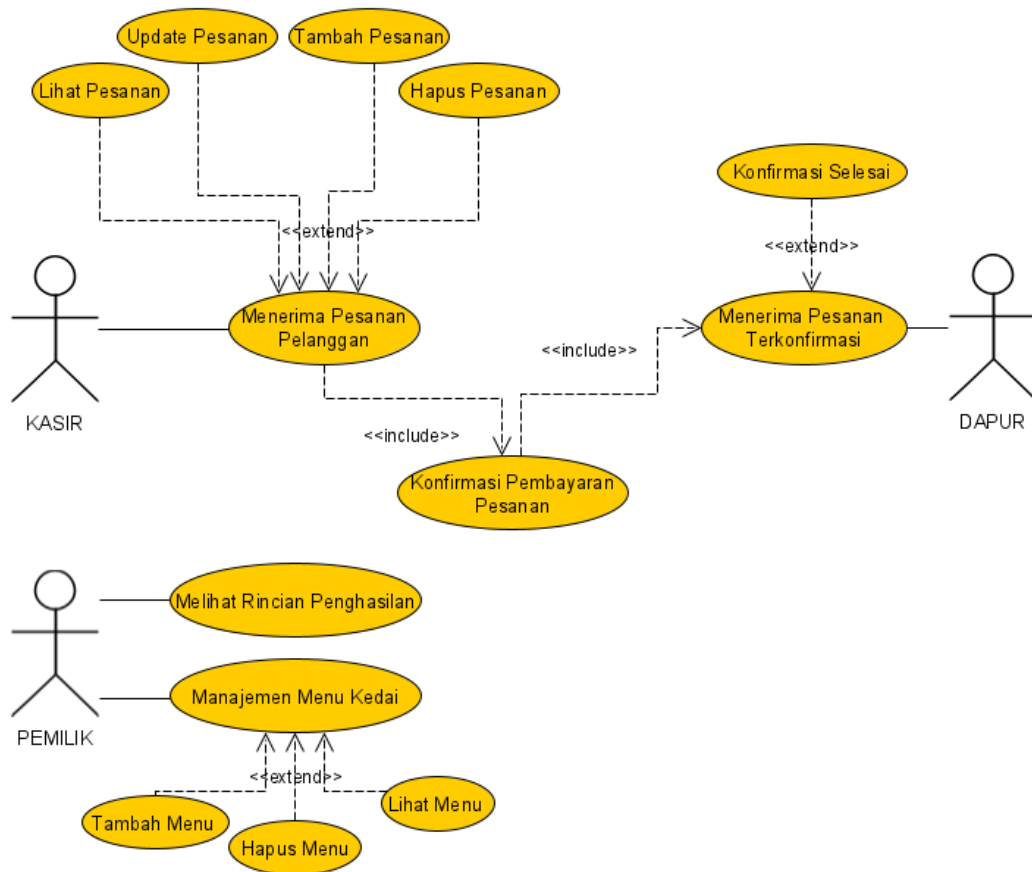 Update Pesanan
Tambah Pesanan
Lihat Pesanan
Hapus Pesanan
Konfirmasi Selesai
<<extend>>
<<extend>>
Menerima Pesanan
Pelanggan
Menerima Pesanan
Terkonfirmasi
<<include>>
KASIR
DAPUR
<<include>>
Konfirmasi Pembayaran
Pesanan
Melihat Rincian Penghasilan
Manajemen Menu Kedai
PEMILIK
<<extend>>
Lihat Menu
Tambah Menu
Hapus Menu